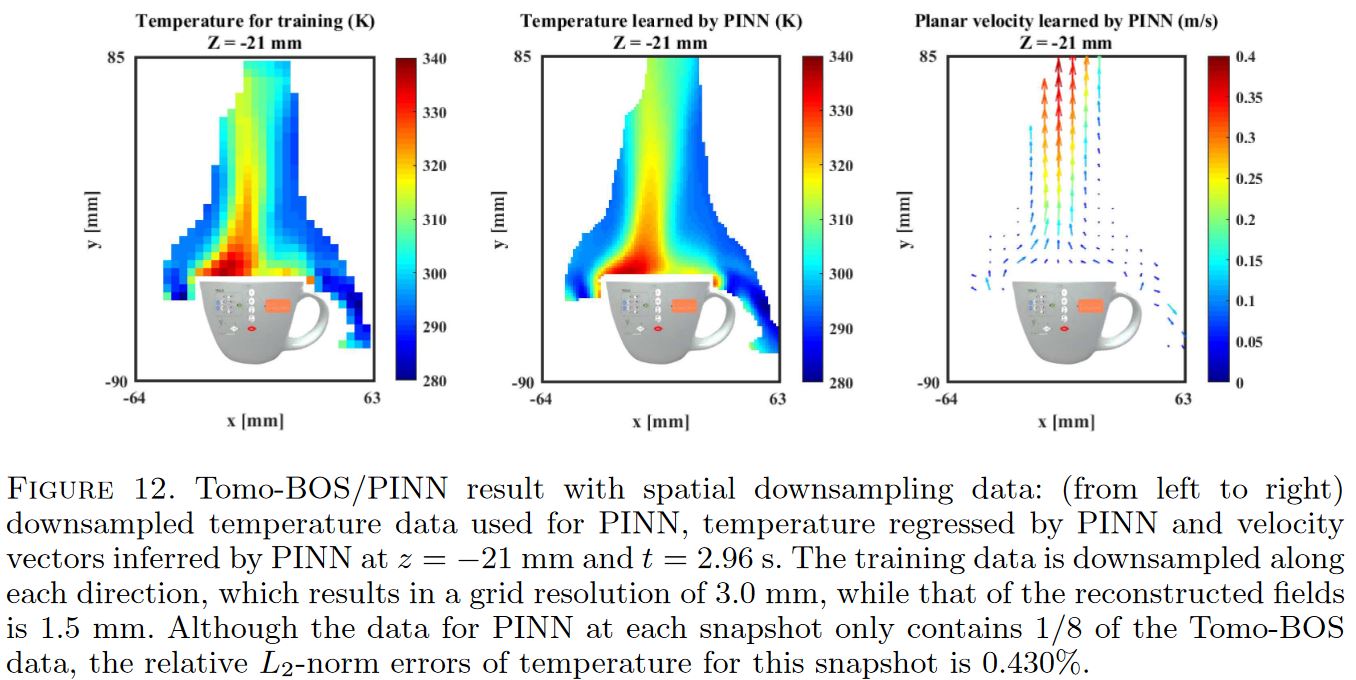 Temperature for training (K)
Z = -21 mm
85
-90
-64
63
y [mm]
x [mm]
340
330
320
310
300
290
280
Temperature learned by PINN (K)
Z = -21 mm
85
-90
-64
63
y [mm]
x [mm]
340
330
320
310
300
290
280
Planar velocity learned by PINN (m/s)
Z = -21 mm
85
-90
-64
63
y [mm]
x [mm]
0.4
0.35
0.3
0.25
0.2
0.15
0.1
0.05
0
FIGURE 12. Tomo-BOS/PINN result with spatial downsampling data: (from left to right)
downsampled temperature data used for PINN, temperature regressed by PINN and velocity
vectors inferred by PINN at z = −21 mm and t = 2.96 s. The training data is downsampled along
each direction, which results in a grid resolution of 3.0 mm, while that of the reconstructed fields
is 1.5 mm. Although the data for PINN at each snapshot only contains 1/8 of the Tomo-BOS
data, the relative L₂-norm errors of temperature for this snapshot is 0.430%.